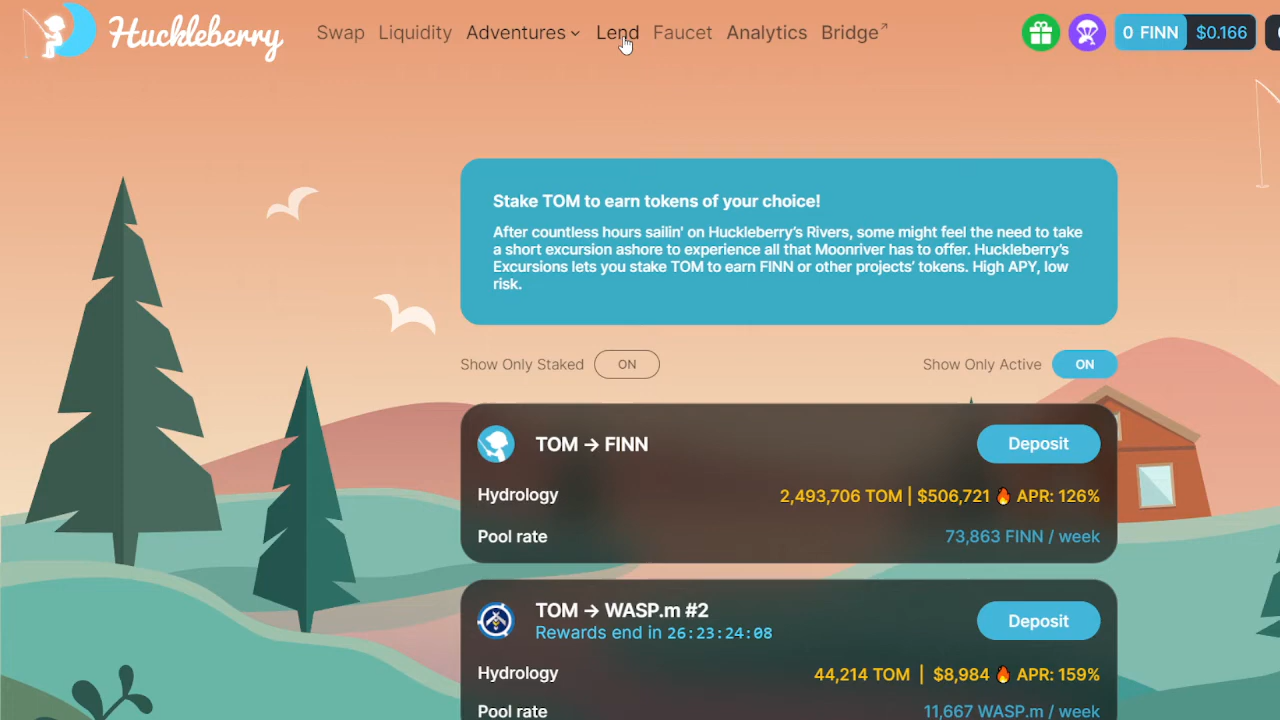 Huckleberry
Swap Liquidity Adventures Lend Faucet Analytics Bridge↗ 0 FINN $0.166
Stake TOM to earn tokens of your choice!
After countless hours sailin' on Huckleberry's Rivers, some might feel the need to take
a short excursion ashore to experience all that Moonriver has to offer. Huckleberry's
Excursions lets you stake TOM to earn FINN or other projects' tokens. High APY, low
risk.
Show Only Staked ON
Show Only Active ON
TOM → FINN
Deposit
Hydrology
2,493,706 TOM | $506,721 🔥 APR: 126%
Pool rate
73,863 FINN / week
TOM → WASP.m #2
Rewards end in 26:23:24:08
Deposit
Hydrology
44,214 TOM | $8,984 🔥 APR: 159%
Pool rate
11,667 WASP.m / week